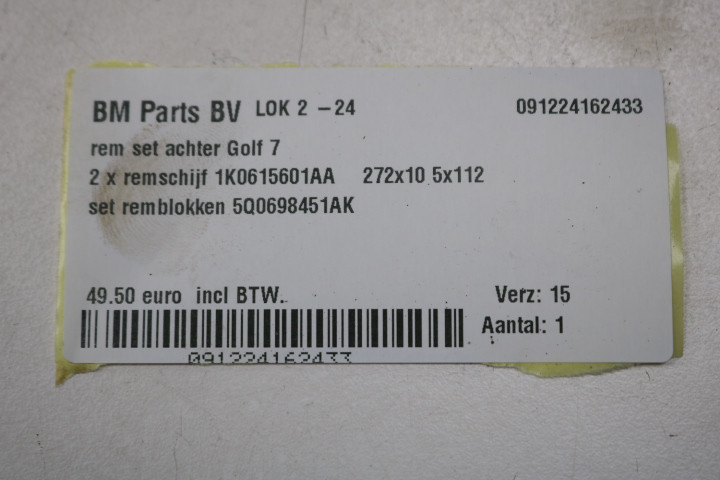 BM Parts BV LOK 2 -24 091224162433
rem set achter Golf 7
2 x remschijf 1K0615601AA 272x10 5x112
set remblokken 5Q0698451AK
49.50 euro incl BTW. Verz: 15
Aantal: 1
091224162433